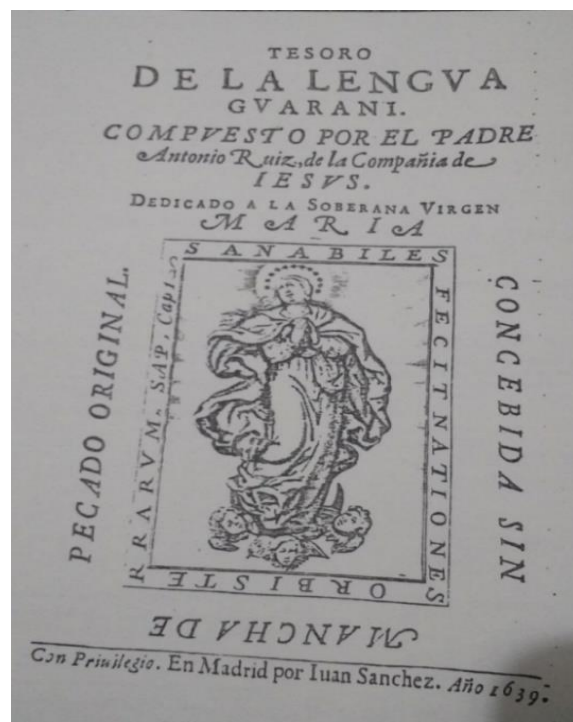 TESORO
DE LA LENGVA
GVARANI.
COMPVESTO POR EL PADRE
Antonio Ruiz, de la Compañia de
IESVS.
DEDICADO A LA SOBERANA VIRGEN
MARIA
SANABILES
FECIT NATIONES
ORBISTE
RRARVM. SAP, Cap 1.
CONCEBIDA SIN
MANCHA DE
PECADO ORIGINAL.
Con Priuilegio. En Madrid por Iuan Sanchez. Año 1639.